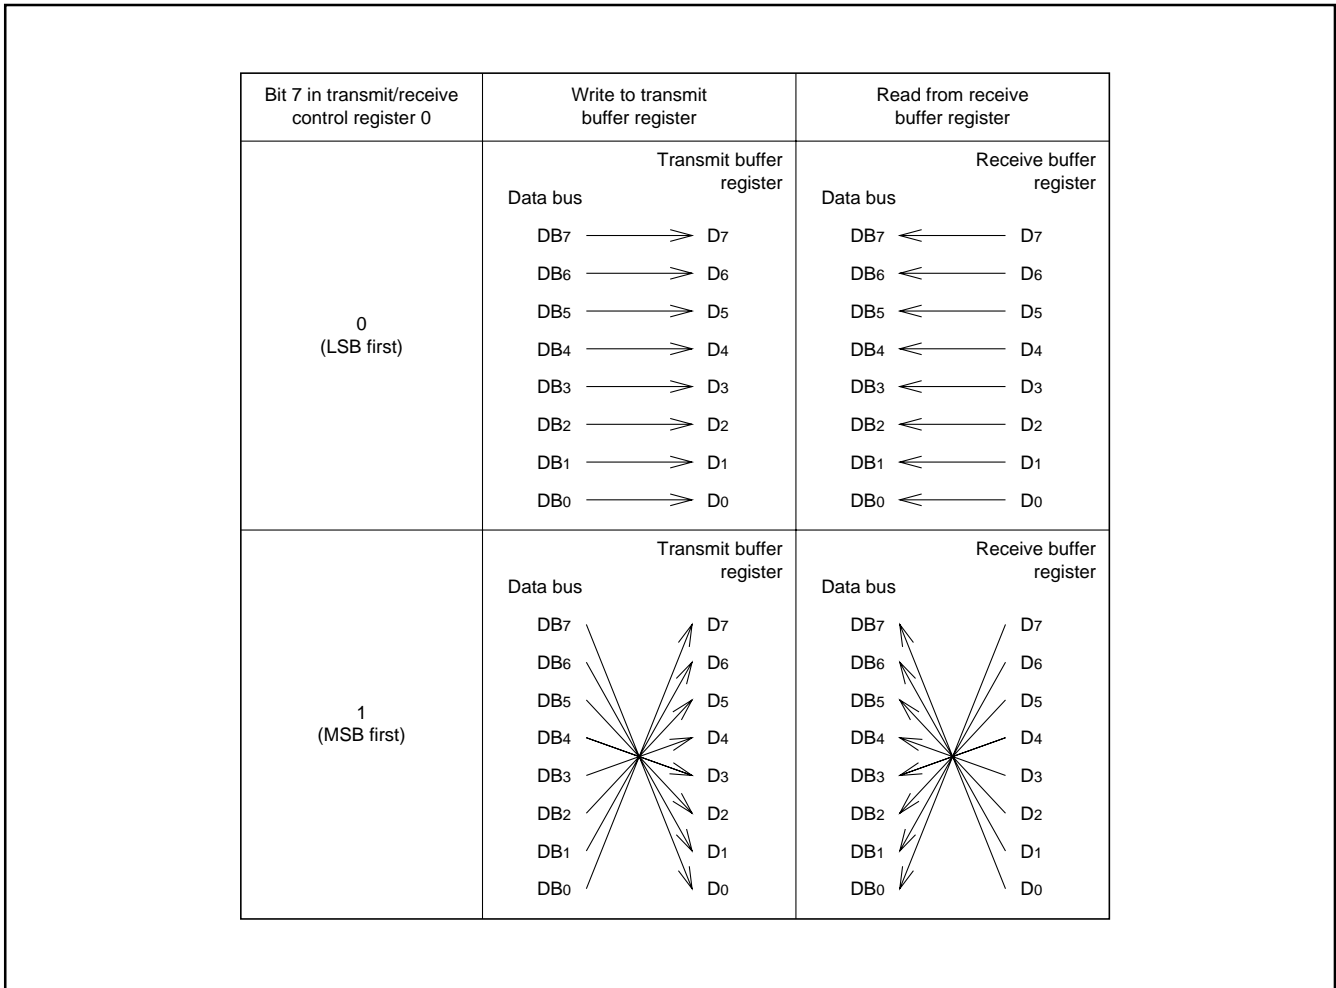 Bit 7 in transmit/receive
control register 0
Write to transmit
buffer register
Read from receive
buffer register
0
(LSB first)
Transmit buffer
register
Data bus
DB7 D7
DB6 D6
DB5 D5
DB4 D4
DB3 D3
DB2 D2
DB1 D1
DB0 D0
Receive buffer
register
Data bus
DB7 D7
DB6 D6
DB5 D5
DB4 D4
DB3 D3
DB2 D2
DB1 D1
DB0 D0
1
(MSB first)
Transmit buffer
register
Data bus
DB7 D7
DB6 D6
DB5 D5
DB4 D4
DB3 D3
DB2 D2
DB1 D1
DB0 D0
Receive buffer
register
Data bus
DB7 D7
DB6 D6
DB5 D5
DB4 D4
DB3 D3
DB2 D2
DB1 D1
DB0 D0